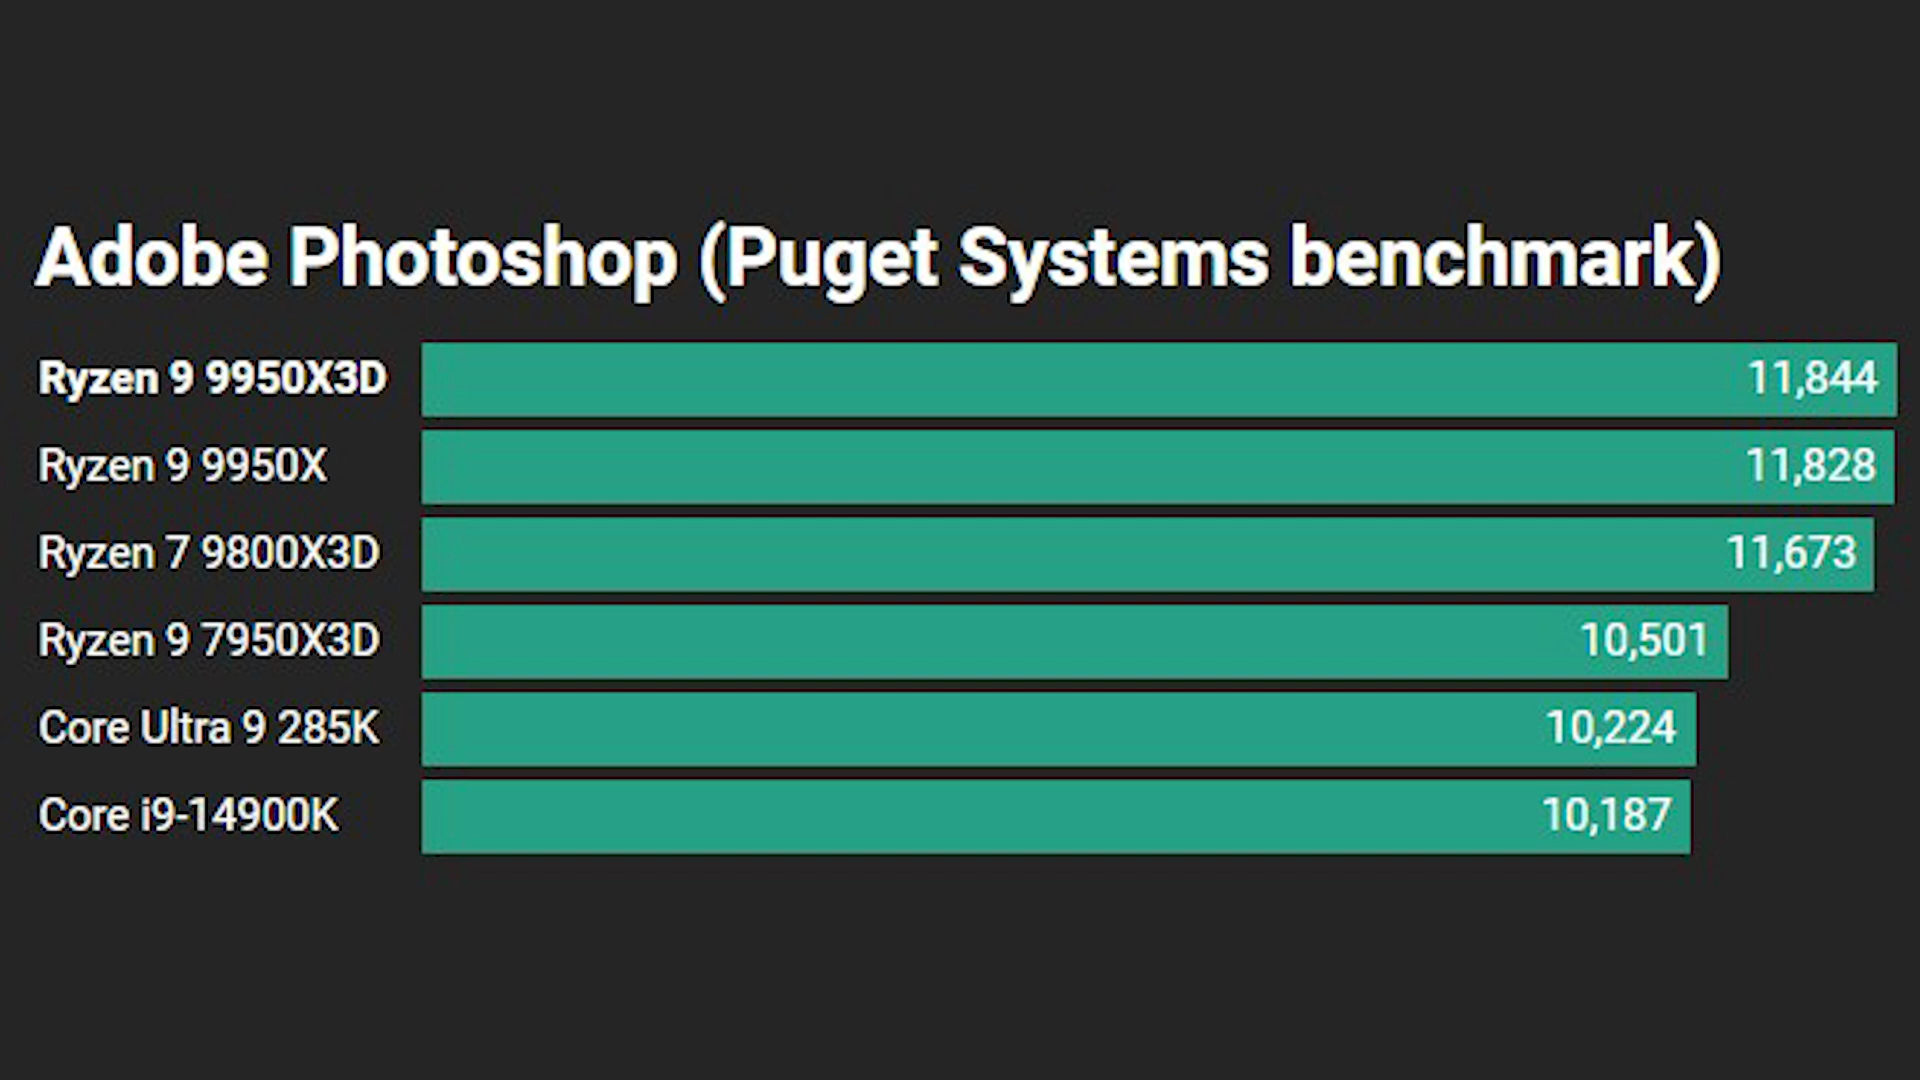 Adobe Photoshop (Puget Systems benchmark)
Ryzen 9 9950X3D 11,844
Ryzen 9 9950X 11,828
Ryzen 7 9800X3D 11,673
Ryzen 9 7950X3D 10,501
Core Ultra 9 285K 10,224
Core i9-14900K 10,187